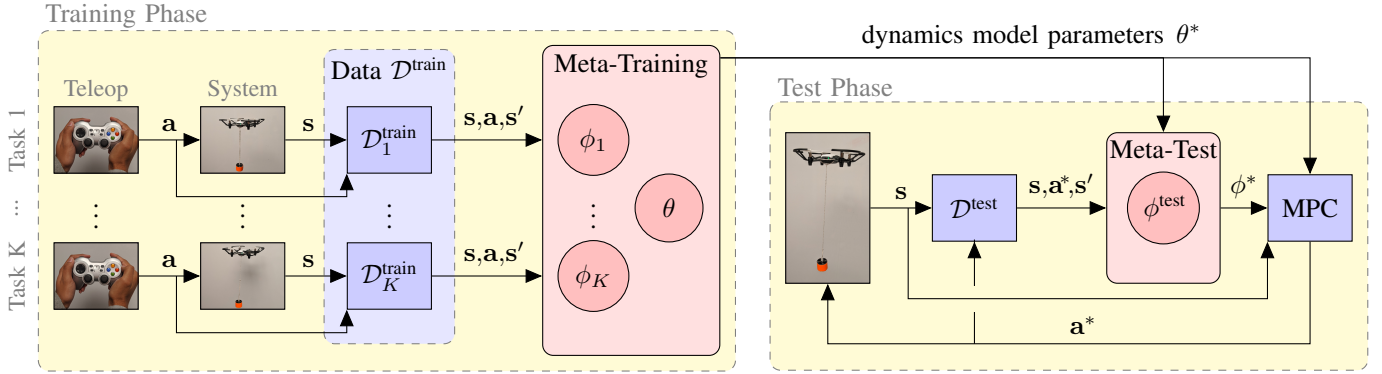 Training Phase
dynamics model parameters θ*
Data 𝒟^train
Meta-Training
Teleop
System
Test Phase
Task 1
a
s
𝒟_1^train
s,a,s′
ϕ_1
Meta-Test
...
⋮
⋮
⋮
⋮
θ
s
𝒟^test
s,a*,s′
ϕ^test
ϕ*
MPC
Task K
a
s
𝒟_K^train
s,a,s′
ϕ_K
a*